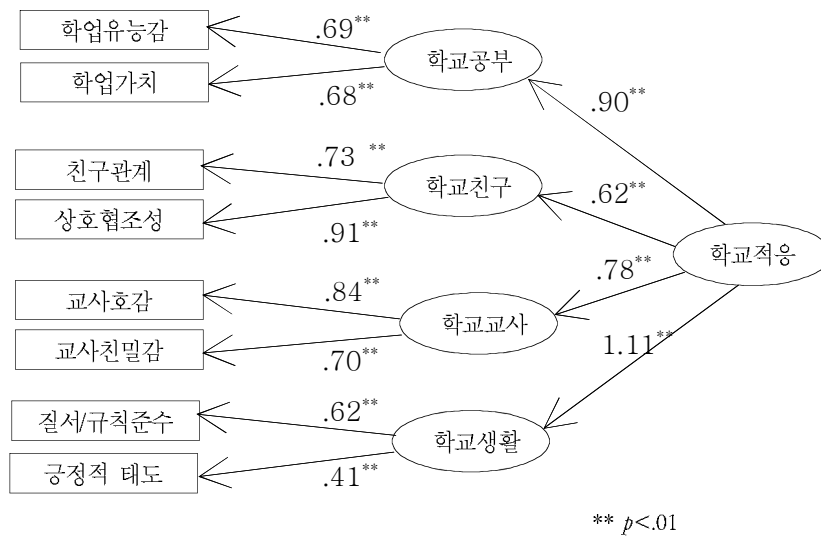 학업유능감
.69**
학교공부
학업가치
.68**
.90**
친구관계
.73 **
학교친구
.62**
상호협조성
.91**
학교적응
.78**
교사호감
.84**
학교교사
교사친밀감
.70**
1.11**
질서/규칙준수
.62**
학교생활
긍정적 태도
.41**
** p<.01